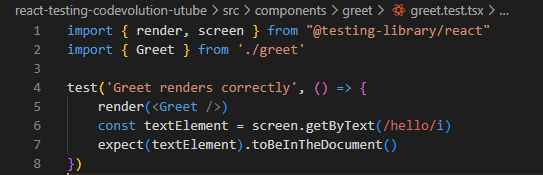 react-testing-codevolution-utube > src > components > greet > greet.test.tsx > ...
1 import { render, screen } from "@testing-library/react"
2 import { Greet } from './greet'
3
4 test('Greet renders correctly', () => {
5     render(<Greet />)
6     const textElement = screen.getByText(/hello/i)
7     expect(textElement).toBeInTheDocument()
8 })